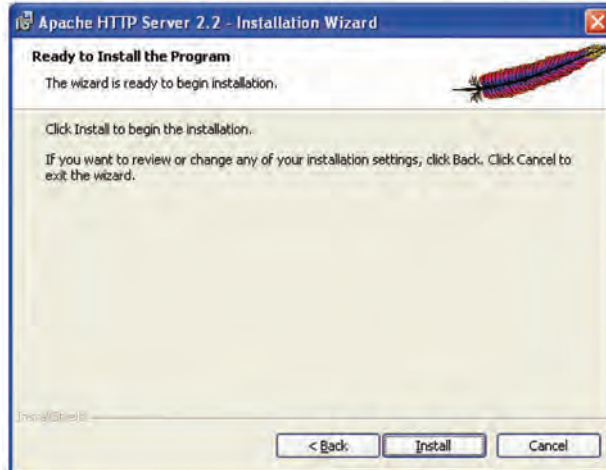 Apache HTTP Server 2.2 - Installation Wizard
Ready to Install the Program
The wizard is ready to begin installation.
Click Install to begin the installation.
If you want to review or change any of your installation settings, click Back. Click Cancel to
exit the wizard.
InstallShield
< Back
Install
Cancel